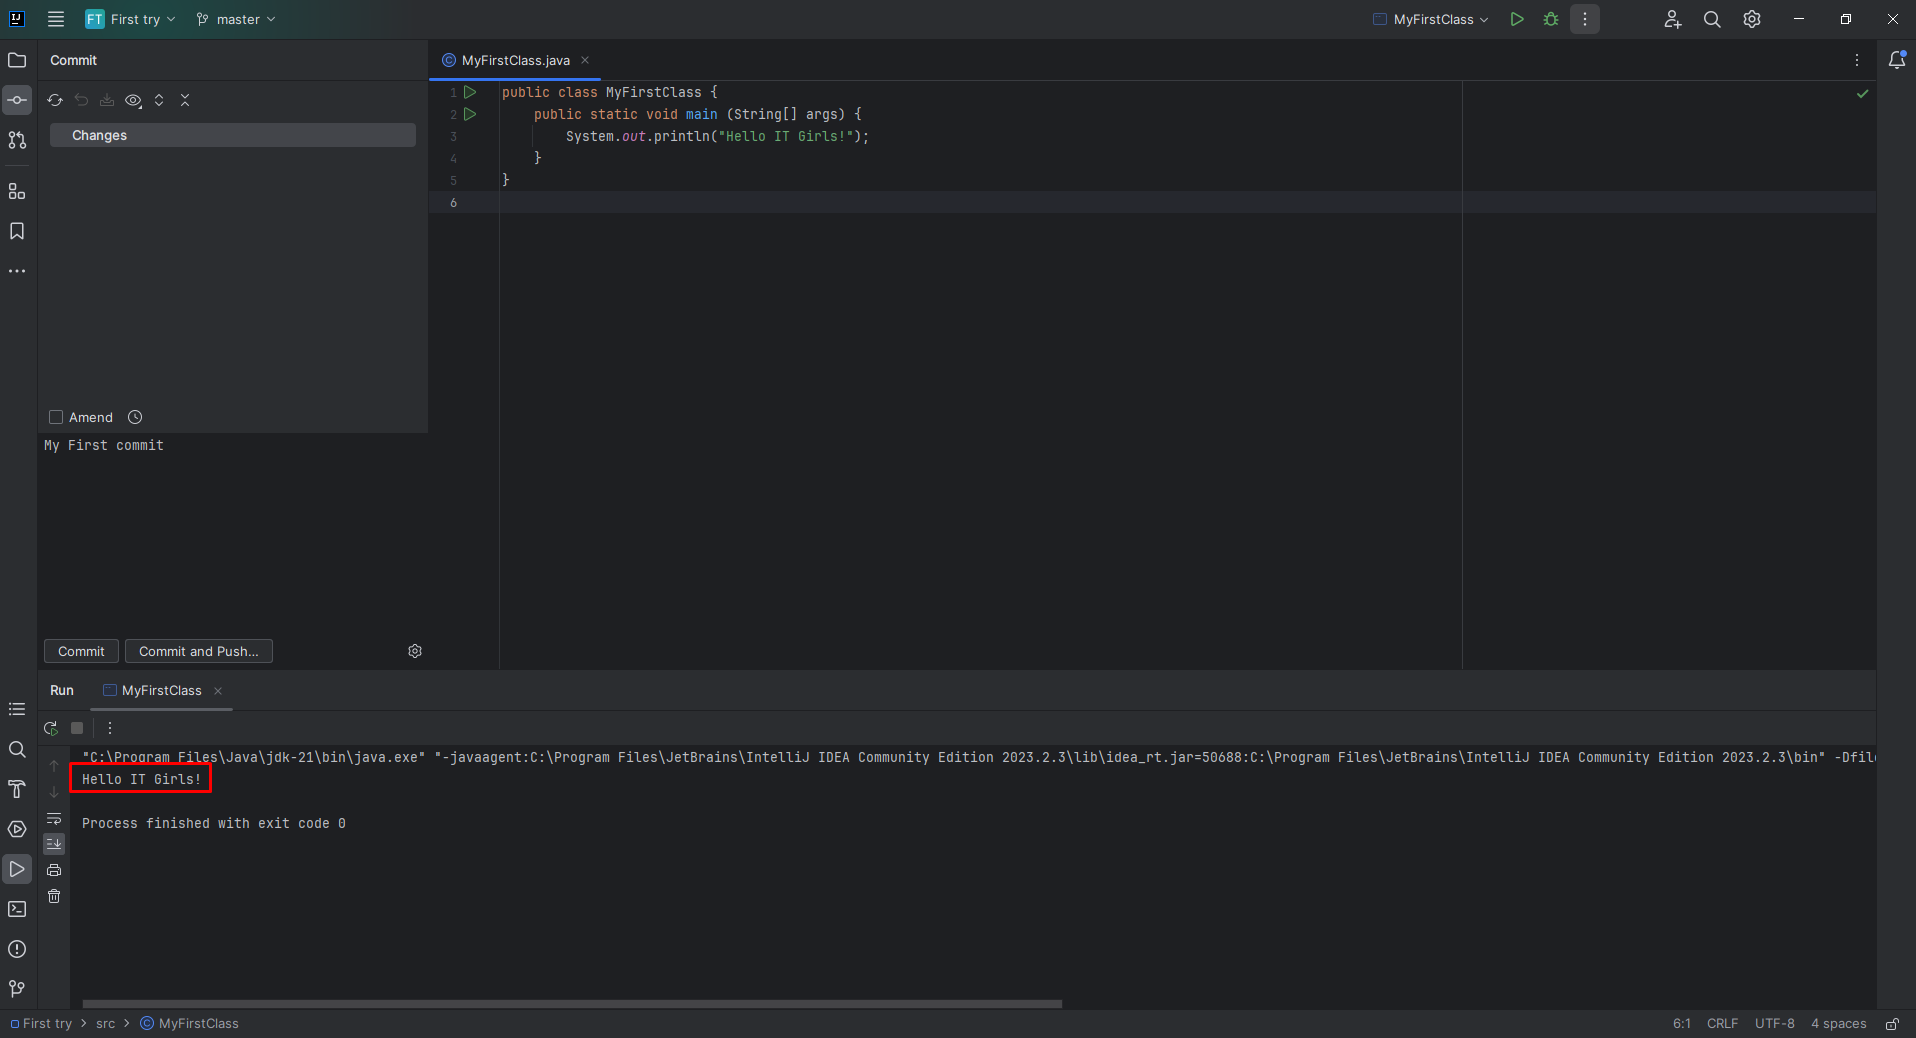 FT First try master MyFirstClass
Commit
MyFirstClass.java
Changes
1 public class MyFirstClass {
2 public static void main (String[] args) {
3 System.out.println("Hello IT Girls!");
4 }
5 }
6
Amend
My First commit
Commit Commit and Push...
Run MyFirstClass
"C:\Program Files\Java\jdk-21\bin\java.exe" "-javaagent:C:\Program Files\JetBrains\IntelliJ IDEA Community Edition 2023.2.3\lib\idea_rt.jar=50688:C:\Program Files\JetBrains\IntelliJ IDEA Community Edition 2023.2.3\bin" -Dfile
Hello IT Girls!
Process finished with exit code 0
First try > src > MyFirstClass 6:1 CRLF UTF-8 4 spaces